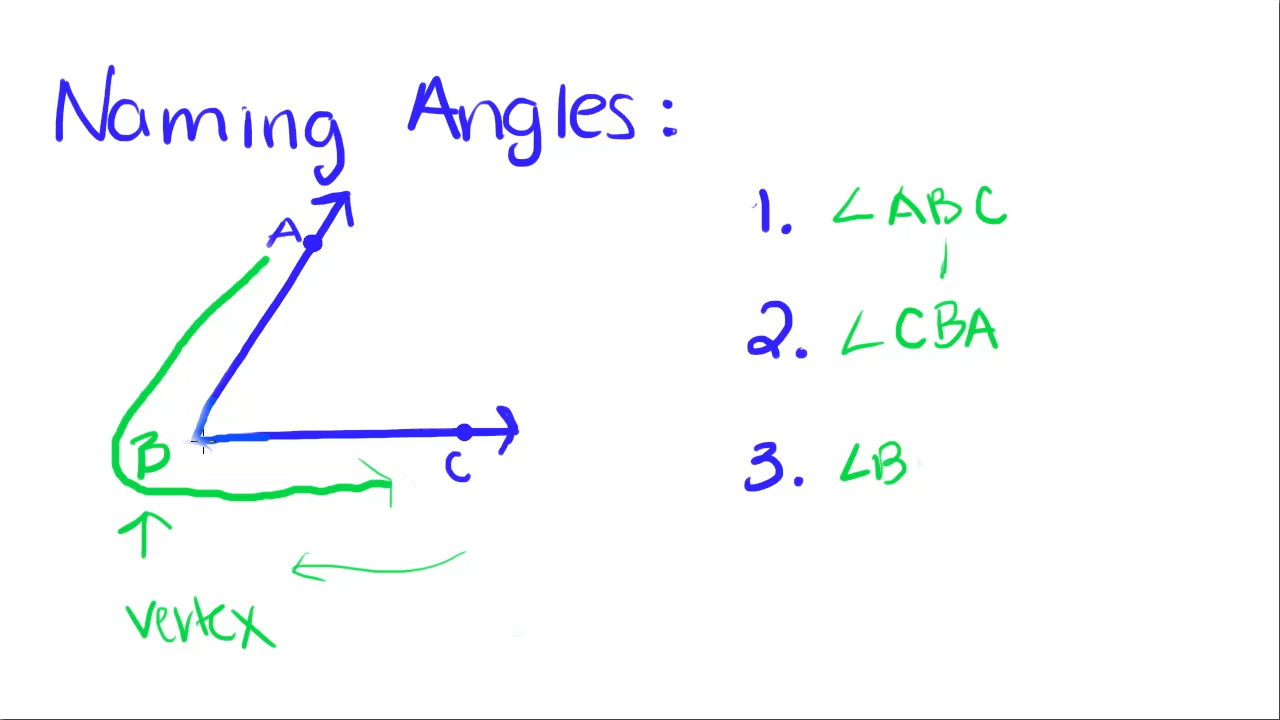 Naming Angles:
A
B
C
vertex
1. ∠ABC
2. ∠CBA
3. ∠B